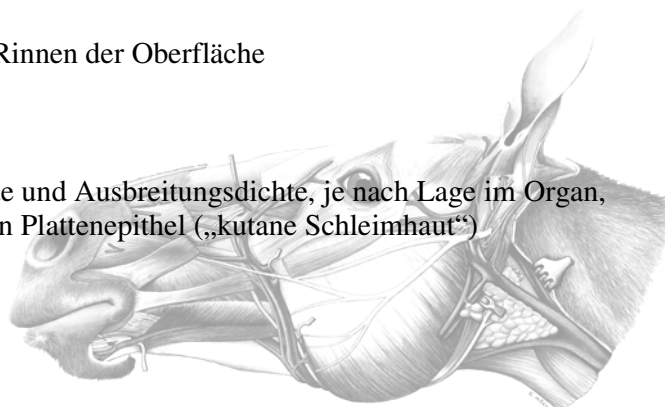 Rinnen der Oberfläche
e und Ausbreitungsdichte, je nach Lage im Organ,
n Plattenepithel („kutane Schleimhaut“)